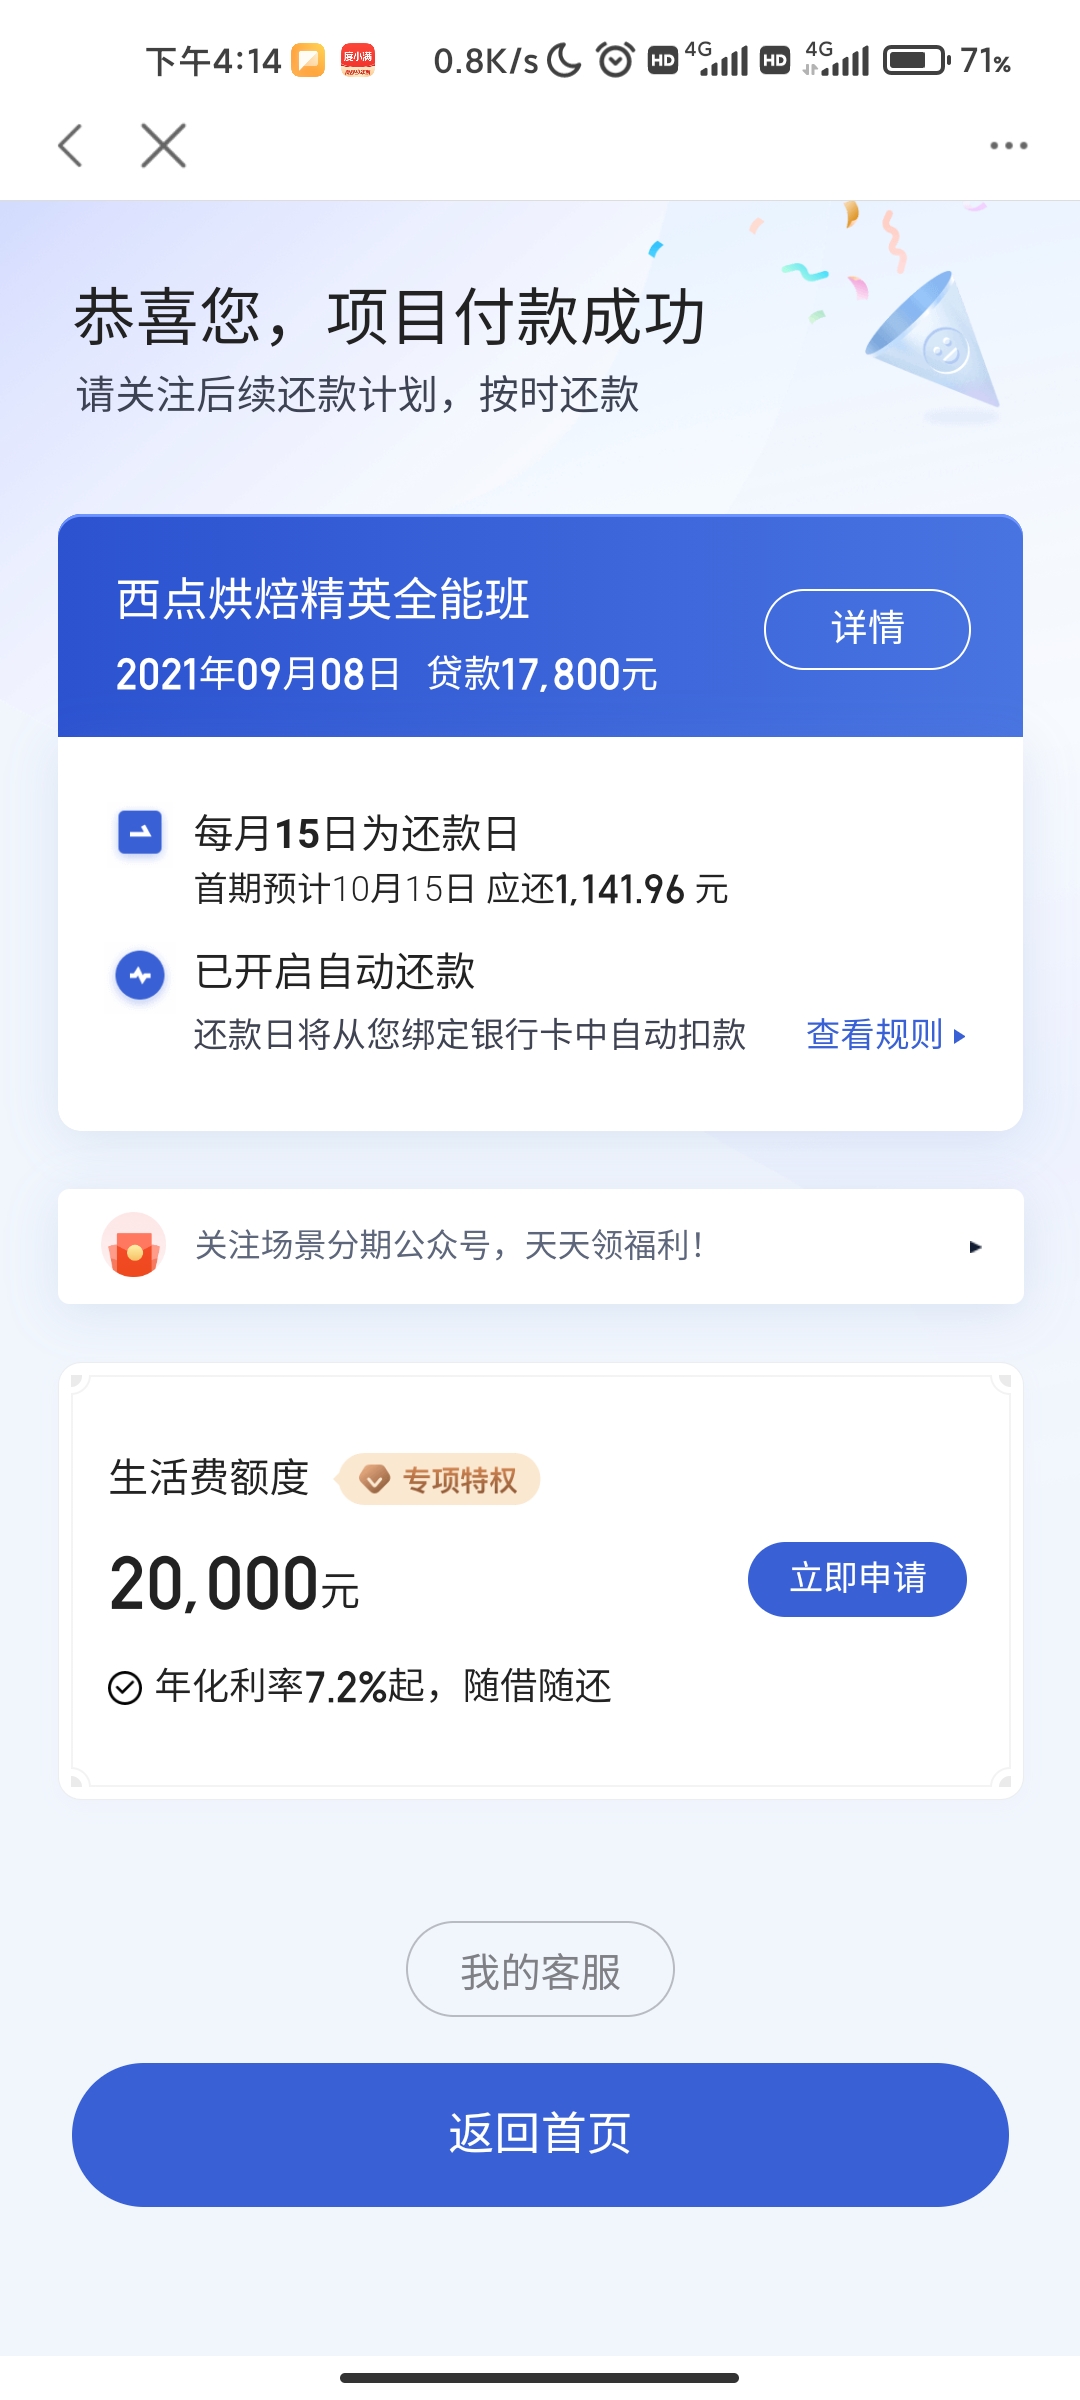 下午4:14
度小满
0.8K/s
HD
4G
HD
4G
71%
恭喜您，项目付款成功
请关注后续还款计划，按时还款
西点烘焙精英全能班
详情
2021年09月08日 贷款17,800元
每月15日为还款日
首期预计10月15日 应还1,141.96 元
已开启自动还款
还款日将从您绑定银行卡中自动扣款
查看规则
关注场景分期公众号，天天领福利！
生活费额度
专项特权
20,000元
立即申请
年化利率7.2%起，随借随还
我的客服
返回首页